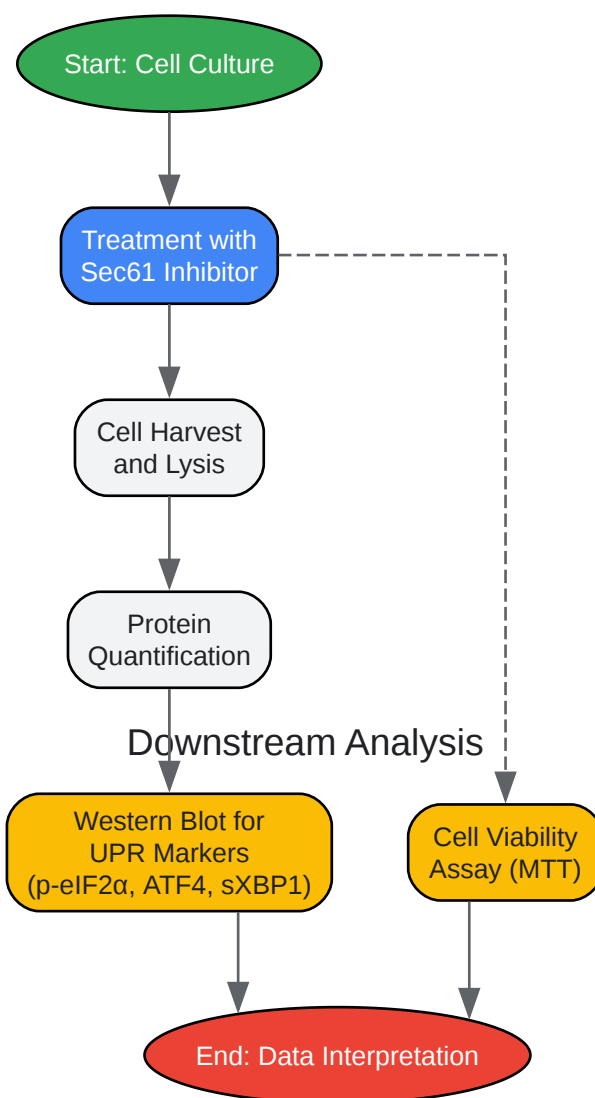 Start: Cell Culture
Treatment with
Sec61 Inhibitor
Cell Harvest
and Lysis
Protein
Quantification
Downstream Analysis
Western Blot for
UPR Markers
(p-eIF2α, ATF4, sXBP1)
Cell Viability
Assay (MTT)
End: Data Interpretation